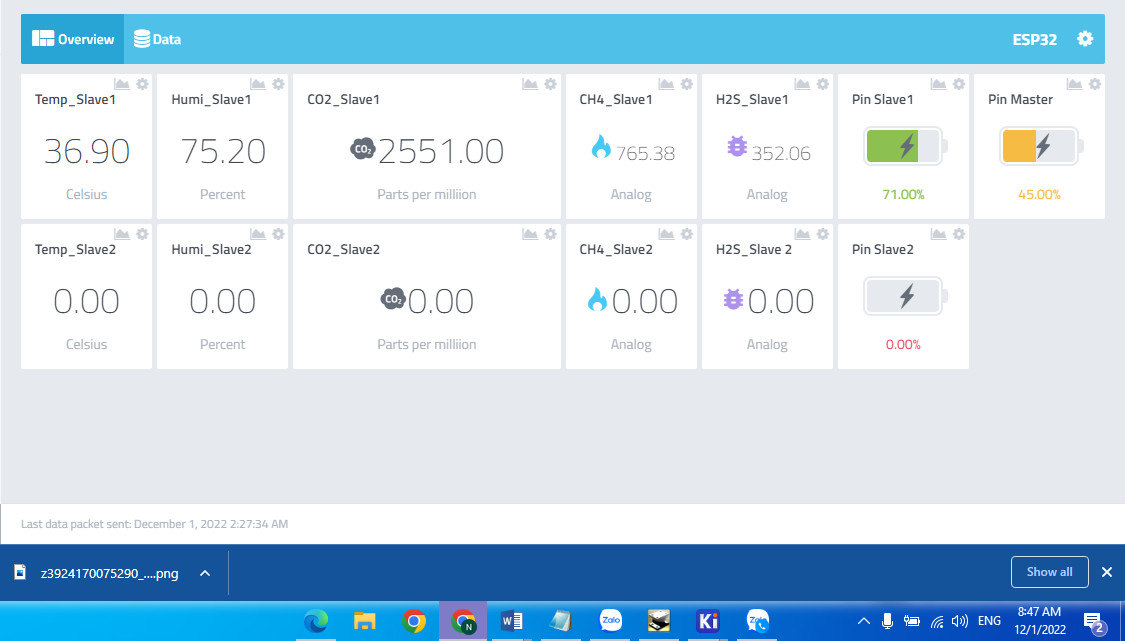 Overview
Data
ESP32
Temp_Slave1
Humi_Slave1
CO2_Slave1
CH4_Slave1
H2S_Slave1
Pin Slave1
Pin Master
36.90
75.20
CO₂
2551.00
765.38
352.06
Celsius
Percent
Parts per milliion
Analog
Analog
71.00%
45.00%
Temp_Slave2
Humi_Slave2
CO2_Slave2
CH4_Slave2
H2S_Slave 2
Pin Slave2
0.00
0.00
CO₂
0.00
0.00
0.00
Celsius
Percent
Parts per milliion
Analog
Analog
0.00%
Last data packet sent: December 1, 2022 2:27:34 AM
z3924170075290_....png
Show all
N
W
Zalo
Ki
ENG
8:47 AM
12/1/2022
2